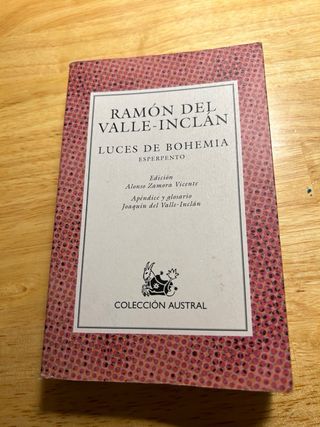 RAMÓN DEL
VALLE-INCLÁN
LUCES DE BOHEMIA
ESPERPENTO
Edición
Alonso Zamora Vicente
Apéndice y glosario
Joaquín del Valle-Inclán
COLECCIÓN AUSTRAL